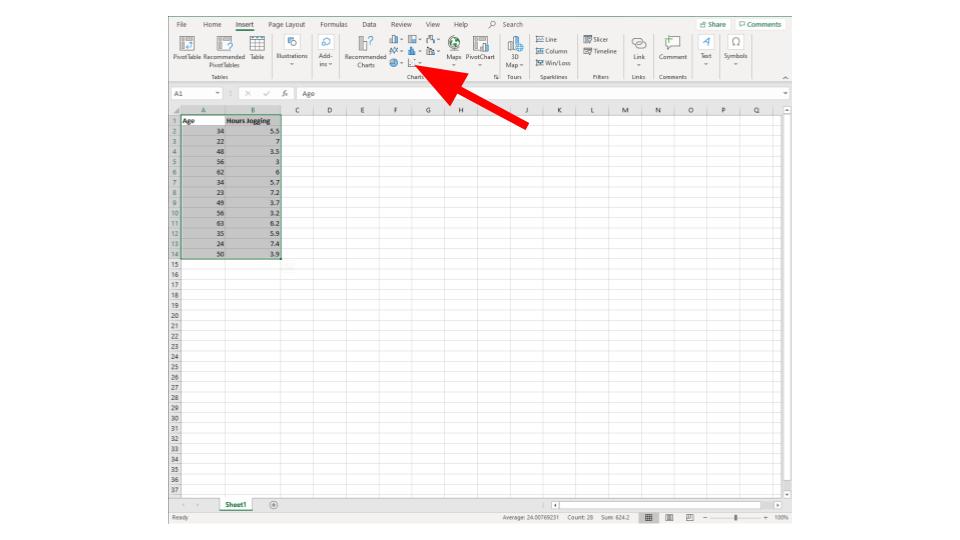 File Home Insert Page Layout Formulas Data Review View Help Search Share Comments
PivotTable Recommended PivotTables Table Illustrations Add-ins Recommended Charts Maps PivotChart 3D Map Line Column Win/Loss Slicer Timeline Link Comment Text Symbols
Tables Charts Tours Sparklines Filters Links Comments
A1 fx Age
A B C D E F G H J K L M N O P Q
1 Age Hours Jogging
2 34 5.5
3 22 7
4 48 3.5
5 56 3
6 62 6
7 34 5.7
8 23 7.2
9 49 3.7
10 56 3.2
11 63 6.2
12 35 5.9
13 24 7.4
14 50 3.9
15
16
17
18
19
20
21
22
23
24
25
26
27
28
29
30
31
32
33
34
35
36
37
Sheet1
Ready Average: 24.00769231 Count: 28 Sum: 624.2 100%